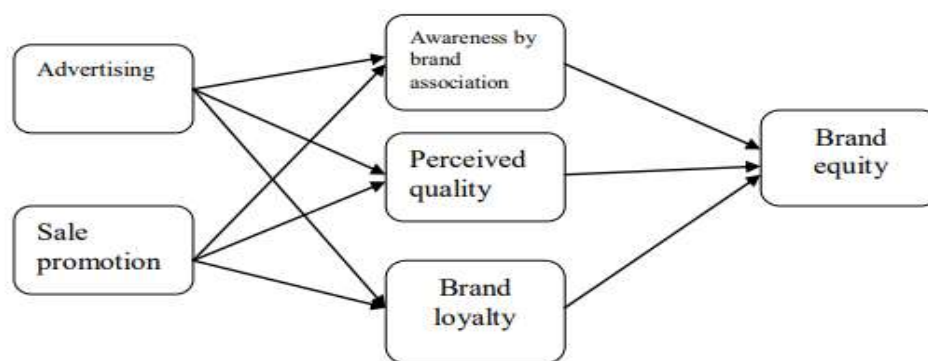 Advertising
Sale
promotion
Awareness by
brand
association
Perceived
quality
Brand
loyalty
Brand
equity